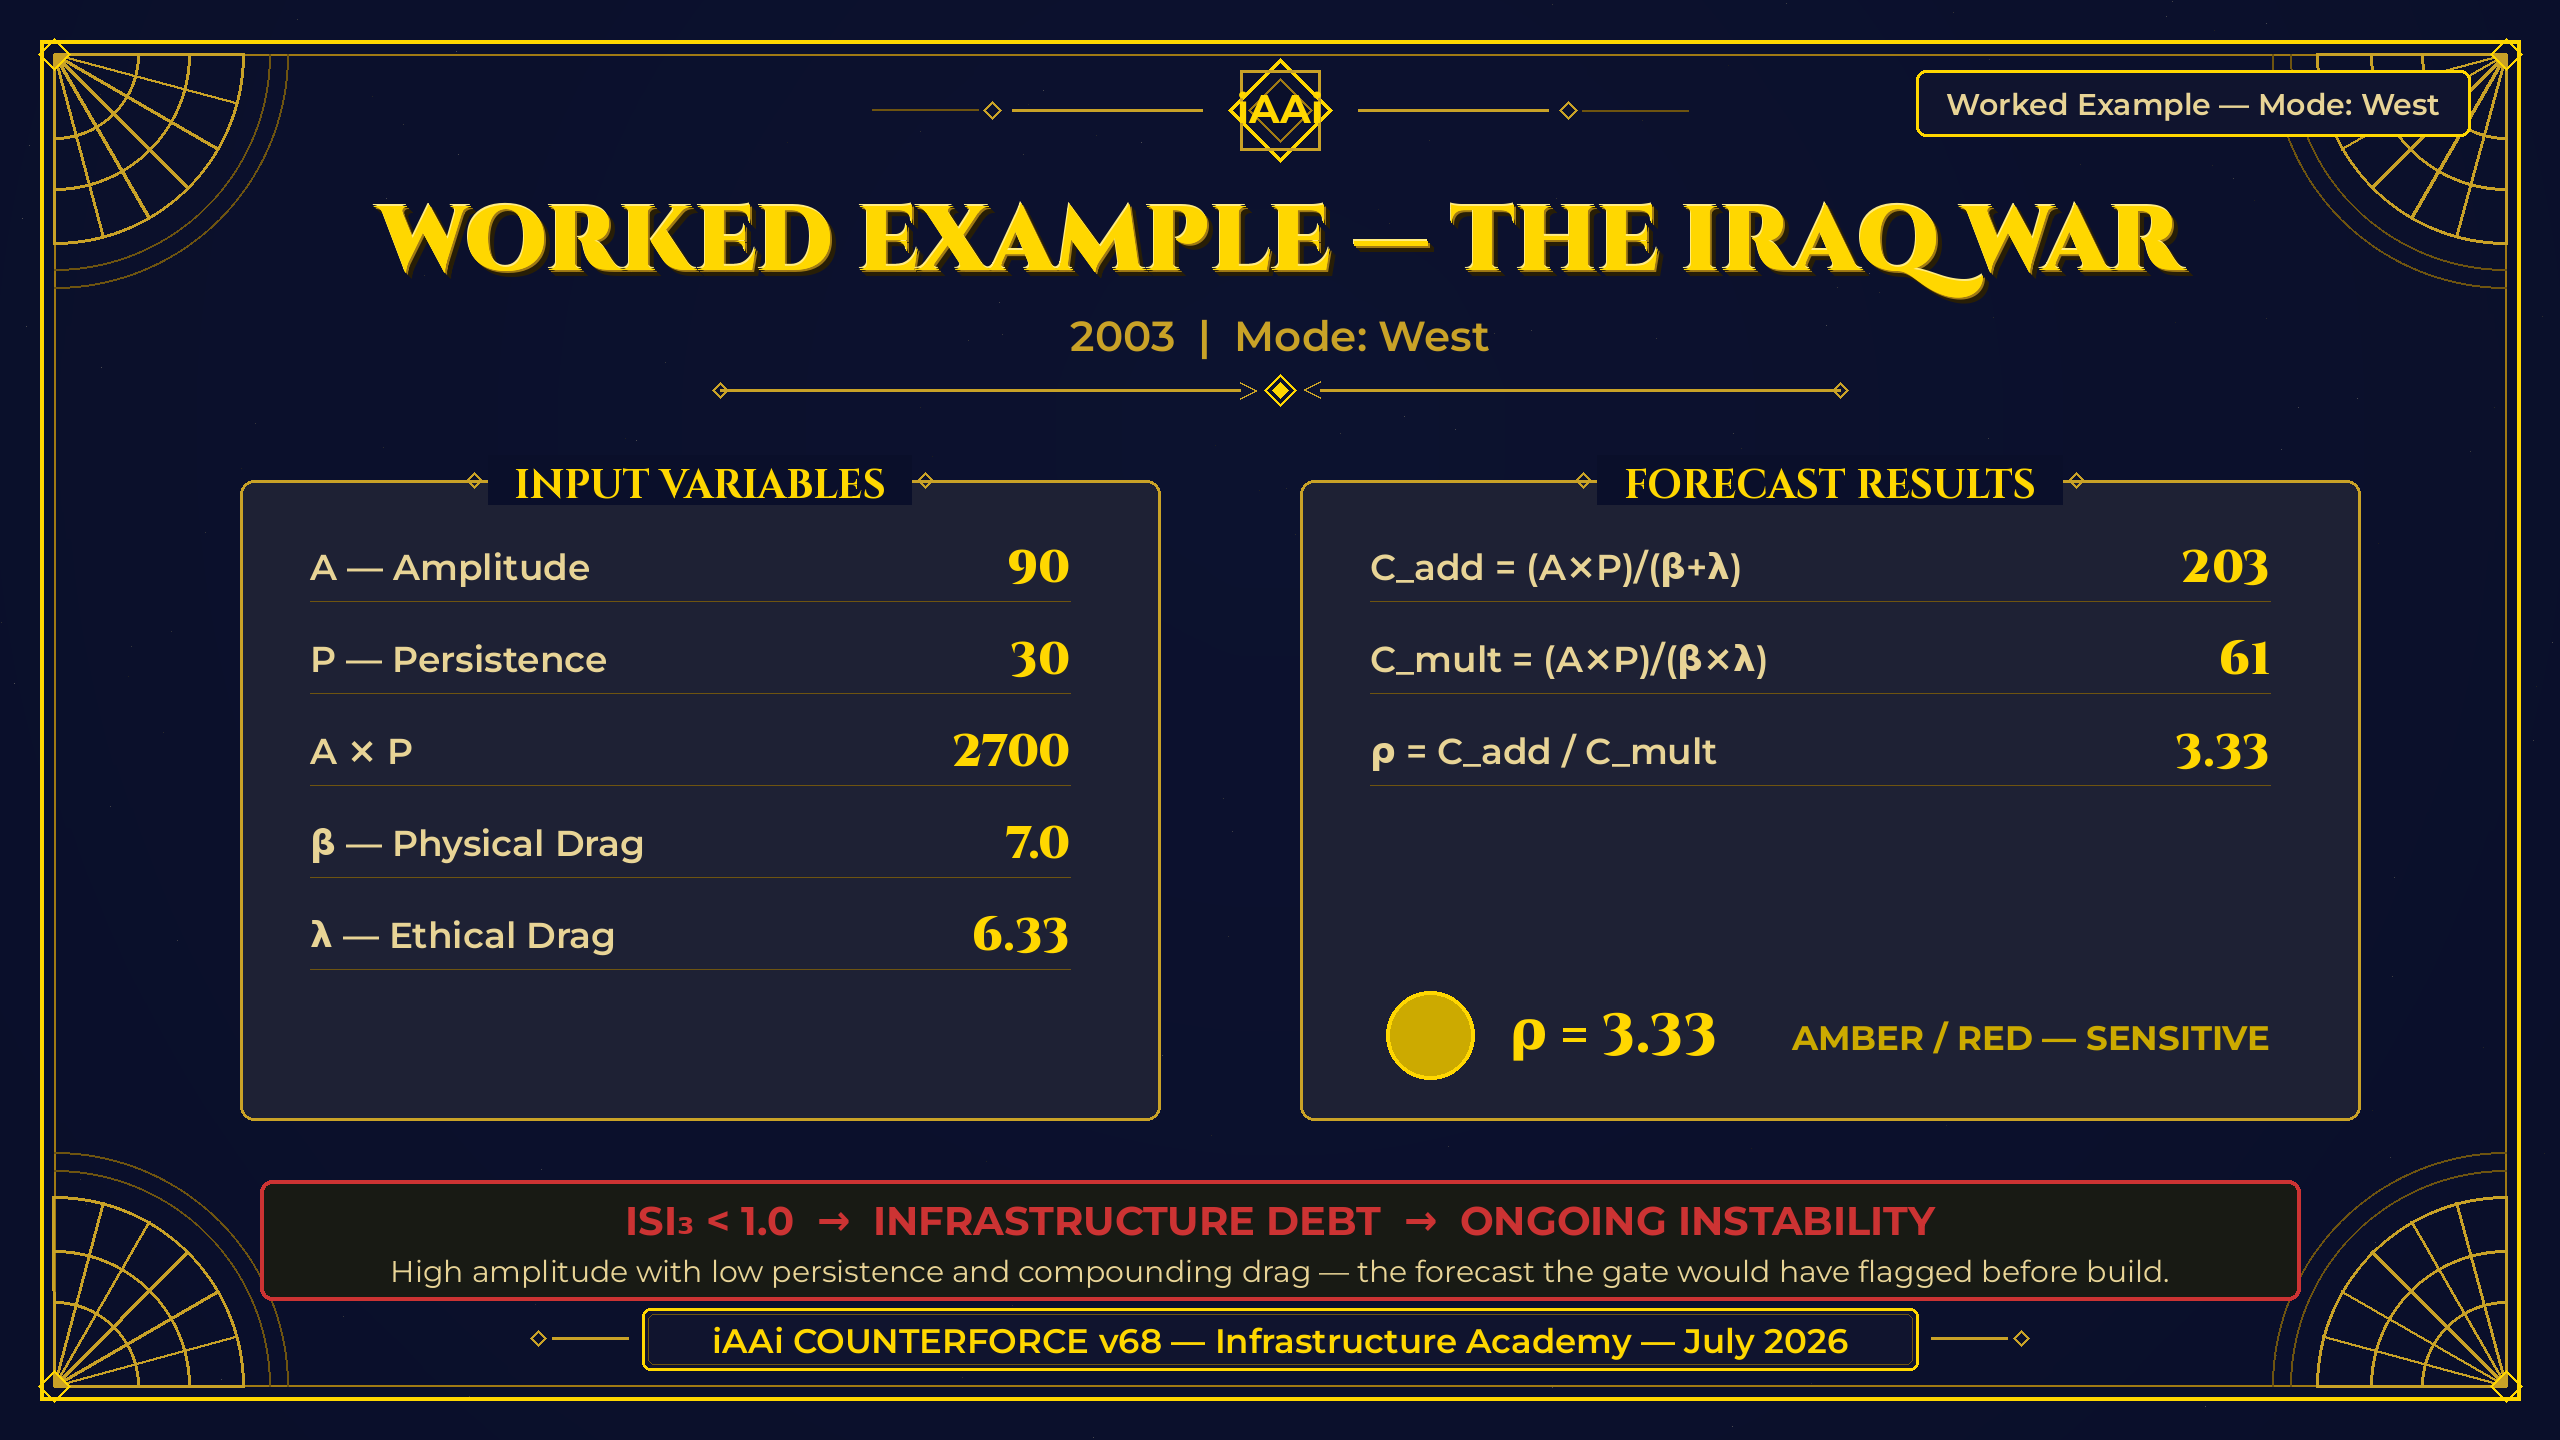 iAAi
Worked Example — Mode: West
WORKED EXAMPLE — THE IRAQ WAR
2003 | Mode: West
INPUT VARIABLES
A — Amplitude 90
P — Persistence 30
A × P 2700
β — Physical Drag 7.0
λ — Ethical Drag 6.33
FORECAST RESULTS
C_add = (A×P)/(β+λ) 203
C_mult = (A×P)/(β×λ) 61
ρ = C_add / C_mult 3.33
ρ = 3.33 AMBER / RED — SENSITIVE
ISI₃ < 1.0 → INFRASTRUCTURE DEBT → ONGOING INSTABILITY
High amplitude with low persistence and compounding drag — the forecast the gate would have flagged before build.
iAAi COUNTERFORCE v68 — Infrastructure Academy — July 2026